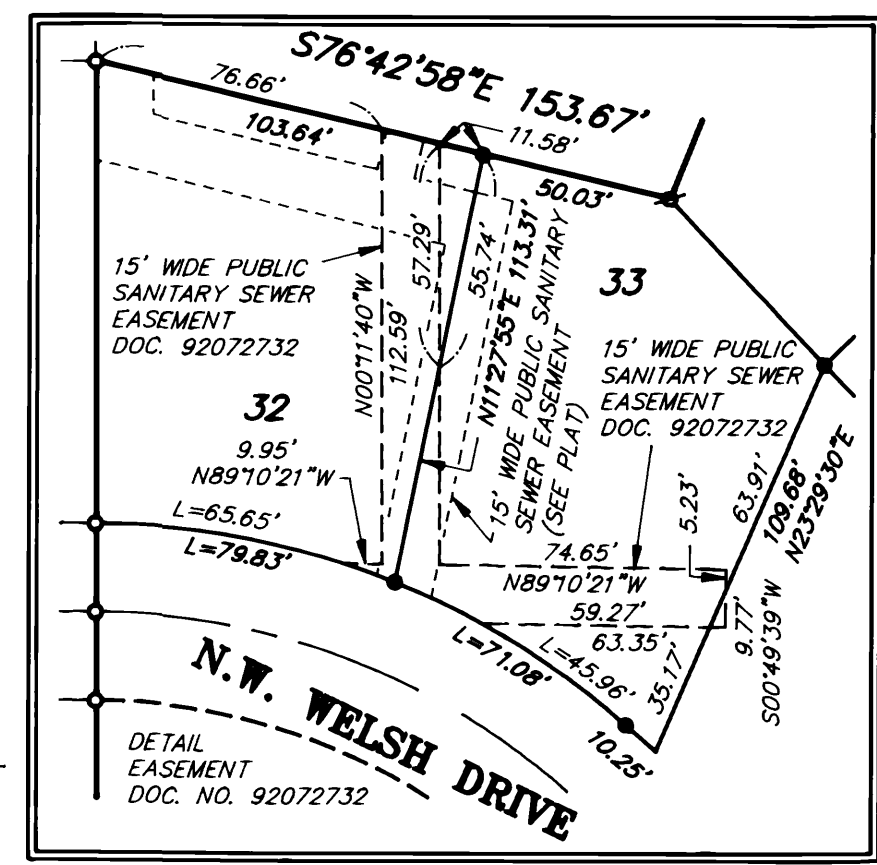 S76°42'58"E 153.67'
76.66'
103.64'
11.58'
50.03'
15' WIDE PUBLIC
SANITARY SEWER
EASEMENT
DOC. 92072732
N00°11'40"W
112.59'
57.29'
55.74'
N11°27'55"E 113.31'
15' WIDE PUBLIC SANITARY
SEWER EASEMENT
(SEE PLAT)
33
15' WIDE PUBLIC
SANITARY SEWER
EASEMENT
DOC. 92072732
32
9.95'
N89°10'21"W
L=65.65'
L=79.83'
5.23'
63.91'
109.68'
N23°29'30"E
74.65'
N89°10'21"W
59.27'
63.35'
9.77'
S00°49'39"W
L=71.08'
L=45.96'
35.17'
10.25'
N.W. WELSH DRIVE
DETAIL
EASEMENT
DOC. NO. 92072732